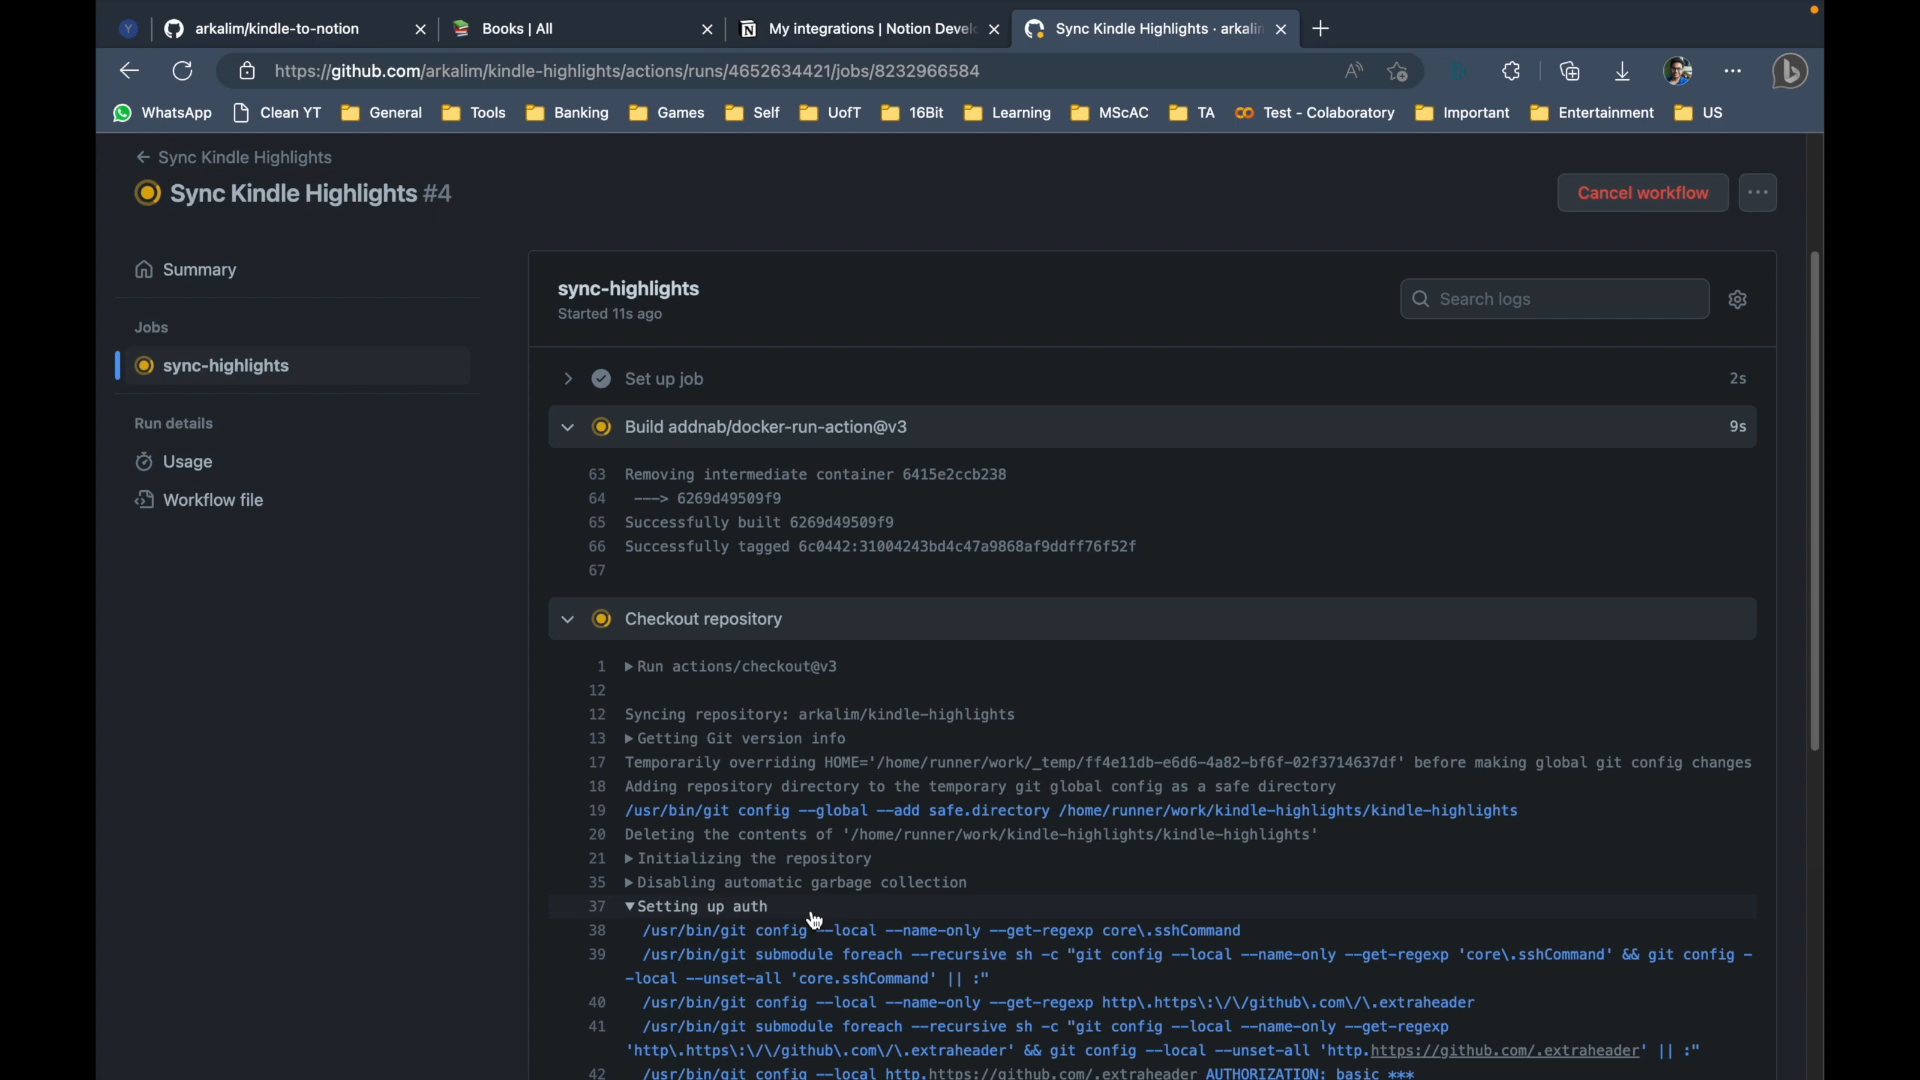 Y
arkalim/kindle-to-notion
Books | All
My integrations | Notion Devel
Sync Kindle Highlights · arkalim
https://github.com/arkalim/kindle-highlights/actions/runs/4652634421/jobs/8232966584
WhatsApp
Clean YT
General
Tools
Banking
Games
Self
UofT
16Bit
Learning
MScAC
TA
Test - Colaboratory
Important
Entertainment
US
Sync Kindle Highlights
Sync Kindle Highlights #4
Cancel workflow
Summary
Jobs
sync-highlights
Run details
Usage
Workflow file
sync-highlights
Started 11s ago
Search logs
Set up job 2s
Build addnab/docker-run-action@v3 9s
63 Removing intermediate container 6415e2ccb238
64 ---> 6269d49509f9
65 Successfully built 6269d49509f9
66 Successfully tagged 6c0442:31004243bd4c47a9868af9ddff76f52f
67
Checkout repository
1 ▶Run actions/checkout@v3
12
12 Syncing repository: arkalim/kindle-highlights
13 ▶Getting Git version info
17 Temporarily overriding HOME='/home/runner/work/_temp/ff4e11db-e6d6-4a82-bf6f-02f3714637df' before making global git config changes
18 Adding repository directory to the temporary git global config as a safe directory
19 /usr/bin/git config --global --add safe.directory /home/runner/work/kindle-highlights/kindle-highlights
20 Deleting the contents of '/home/runner/work/kindle-highlights/kindle-highlights'
21 ▶Initializing the repository
35 ▶Disabling automatic garbage collection
37 ▼Setting up auth
38 /usr/bin/git config --local --name-only --get-regexp core\.sshCommand
39 /usr/bin/git submodule foreach --recursive sh -c "git config --local --name-only --get-regexp 'core\.sshCommand' && git config -
-local --unset-all 'core.sshCommand' || :"
40 /usr/bin/git config --local --name-only --get-regexp http\.https\:\/\/github\.com\/\.extraheader
41 /usr/bin/git submodule foreach --recursive sh -c "git config --local --name-only --get-regexp
'http\.https\:\/\/github\.com\/\.extraheader' && git config --local --unset-all 'http.https://github.com/.extraheader' || :"
42 /usr/bin/git config --local http.https://github.com/.extraheader AUTHORIZATION: basic ***